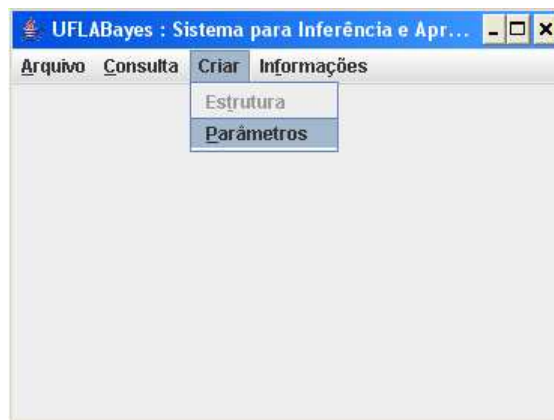 UFLABayes : Sistema para Inferência e Apr...
Arquivo Consulta Criar Informações
Estrutura
Parâmetros